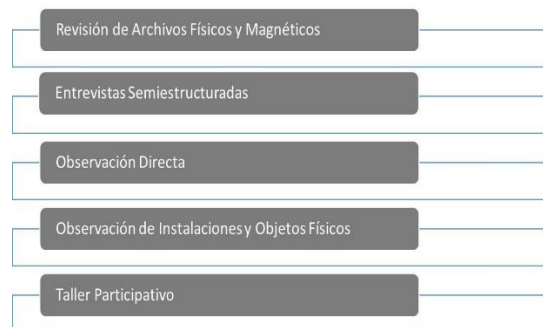 Revisión de Archivos Físicos y Magnéticos
Entrevistas Semiestructuradas
Observación Directa
Observación de Instalaciones y Objetos Físicos
Taller Participativo